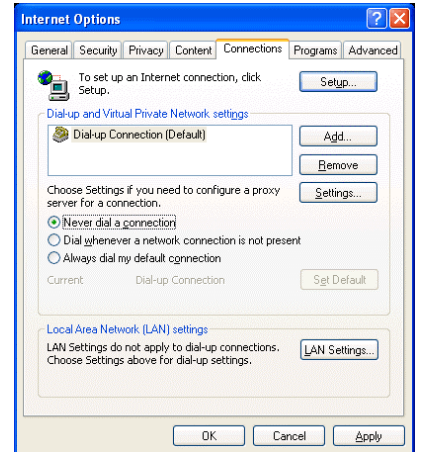 Internet Options
General Security Privacy Content Connections Programs Advanced
To set up an Internet connection, click
Setup.
Setup...
Dial-up and Virtual Private Network settings
Dial-up Connection (Default)
Add...
Remove
Choose Settings if you need to configure a proxy
server for a connection.
Settings...
Never dial a connection
Dial whenever a network connection is not present
Always dial my default connection
Current Dial-up Connection Set Default
Local Area Network (LAN) settings
LAN Settings do not apply to dial-up connections.
Choose Settings above for dial-up settings.
LAN Settings...
OK Cancel Apply